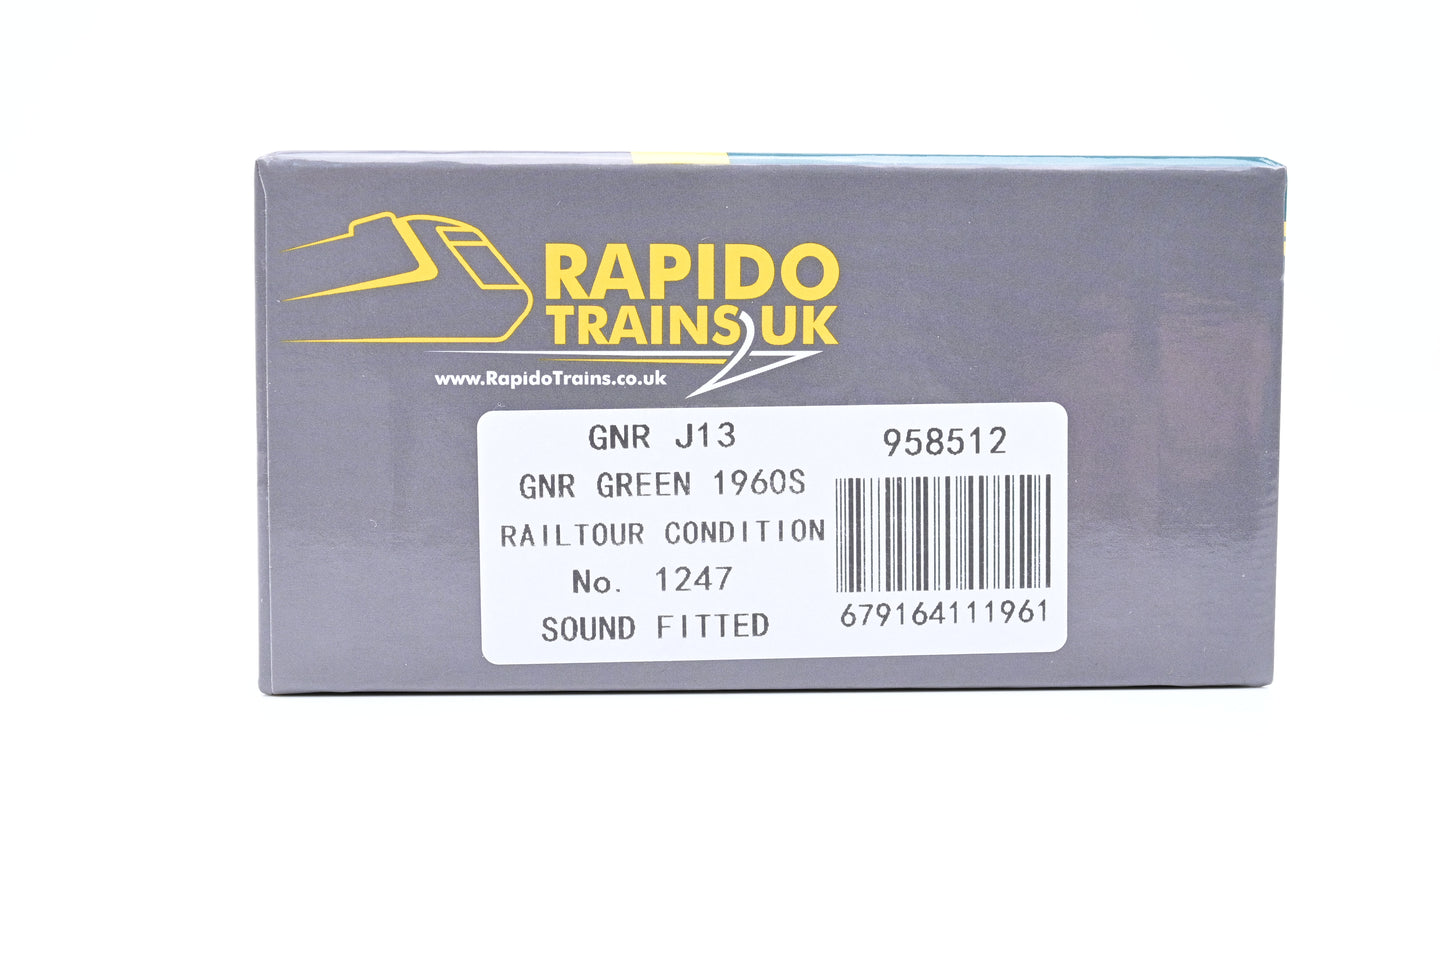 RAPIDO
TRAINS UK
www.RapidoTrains.co.uk
GNR J13
GNR GREEN 1960S
RAILTOUR CONDITION
No. 1247
SOUND FITTED
958512
679164111961